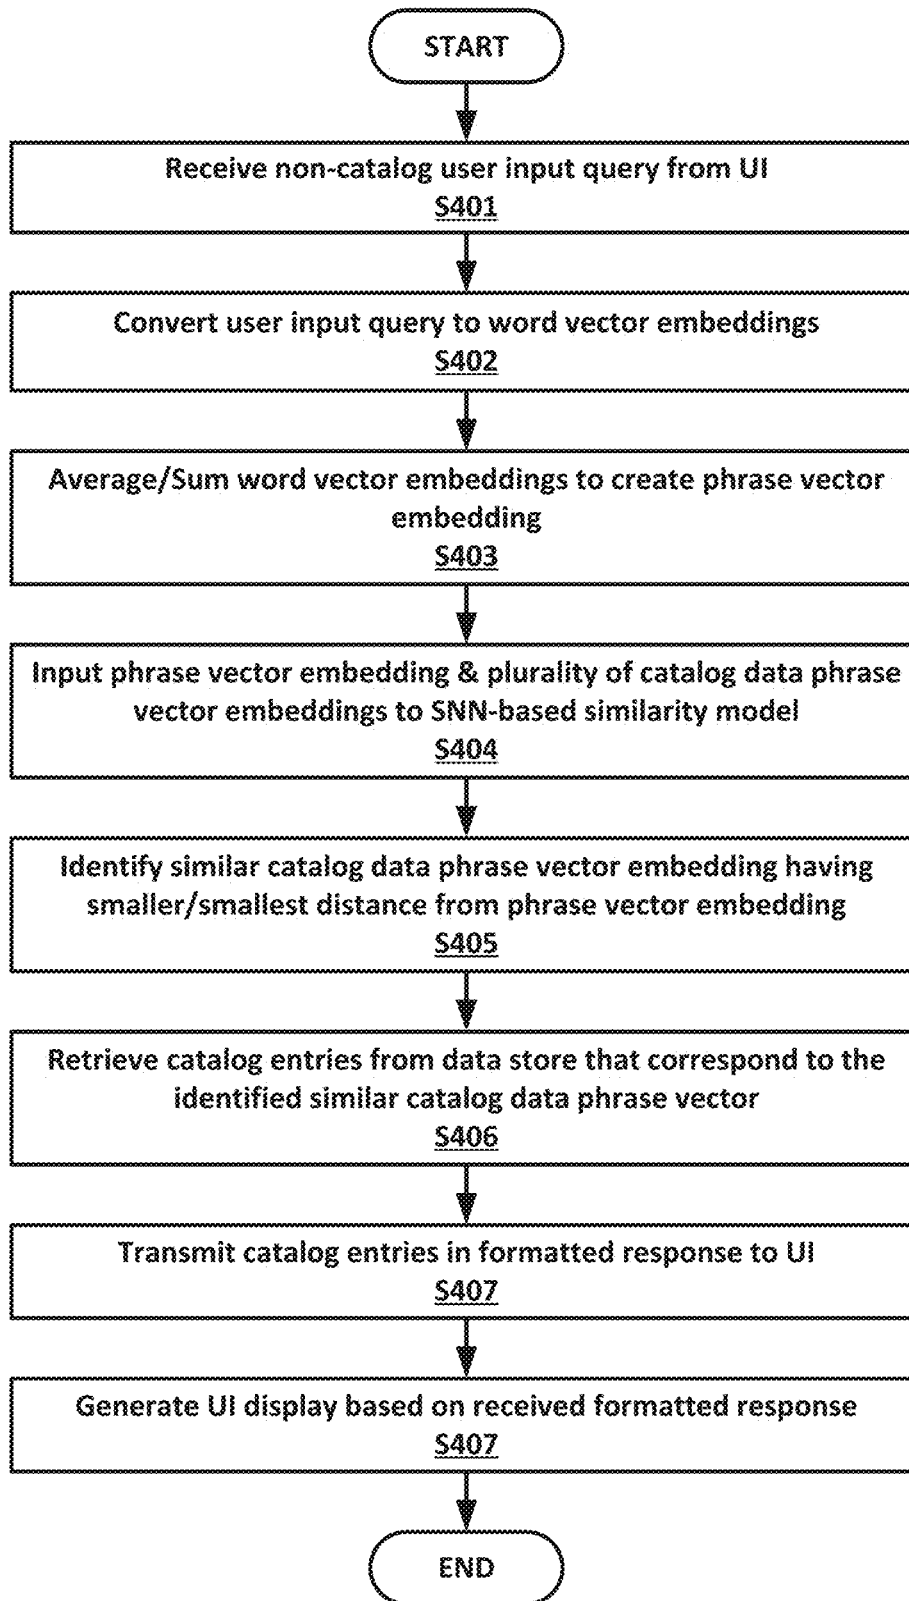 START
Receive non-catalog user input query from UI
S401
Convert user input query to word vector embeddings
S402
Average/Sum word vector embeddings to create phrase vector
embedding
S403
Input phrase vector embedding & plurality of catalog data phrase
vector embeddings to SNN-based similarity model
S404
Identify similar catalog data phrase vector embedding having
smaller/smallest distance from phrase vector embedding
S405
Retrieve catalog entries from data store that correspond to the
identified similar catalog data phrase vector
S406
Transmit catalog entries in formatted response to UI
S407
Generate UI display based on received formatted response
S407
END